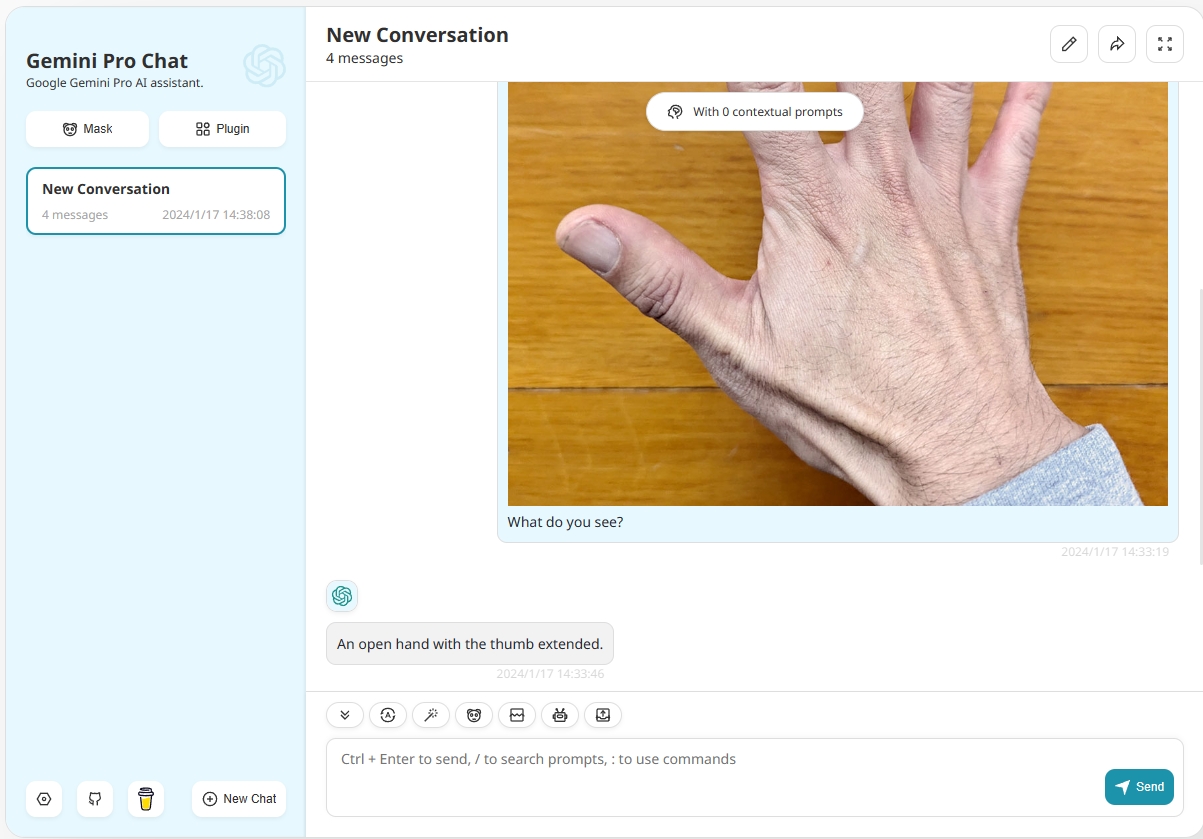 Gemini Pro Chat
Google Gemini Pro AI assistant.
Mask
Plugin
New Conversation
4 messages
2024/1/17 14:38:08
New Chat
New Conversation
4 messages
With 0 contextual prompts
What do you see?
2024/1/17 14:33:19
An open hand with the thumb extended.
2024/1/17 14:33:46
A
Ctrl + Enter to send, / to search prompts, : to use commands
Send